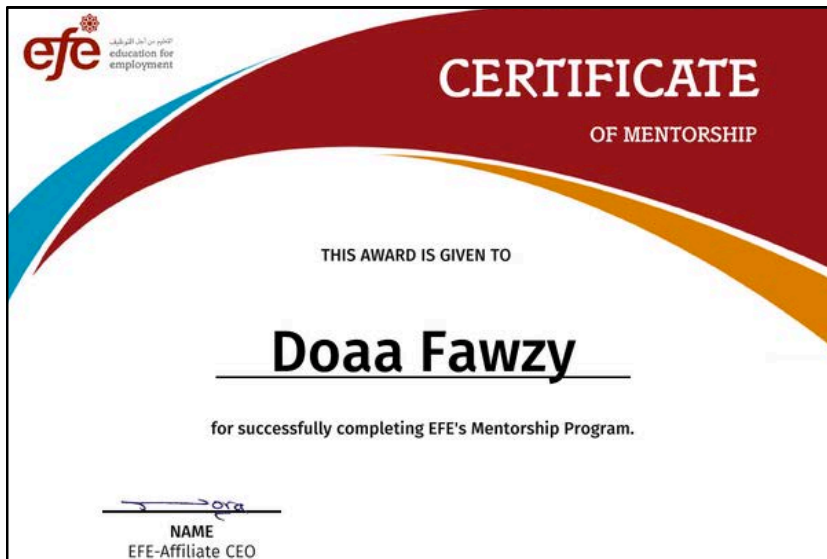 efe
التعليم من أجل التوظيف
education for
employment
CERTIFICATE
OF MENTORSHIP
THIS AWARD IS GIVEN TO
Doaa Fawzy
for successfully completing EFE's Mentorship Program.
NAME
EFE-Affiliate CEO